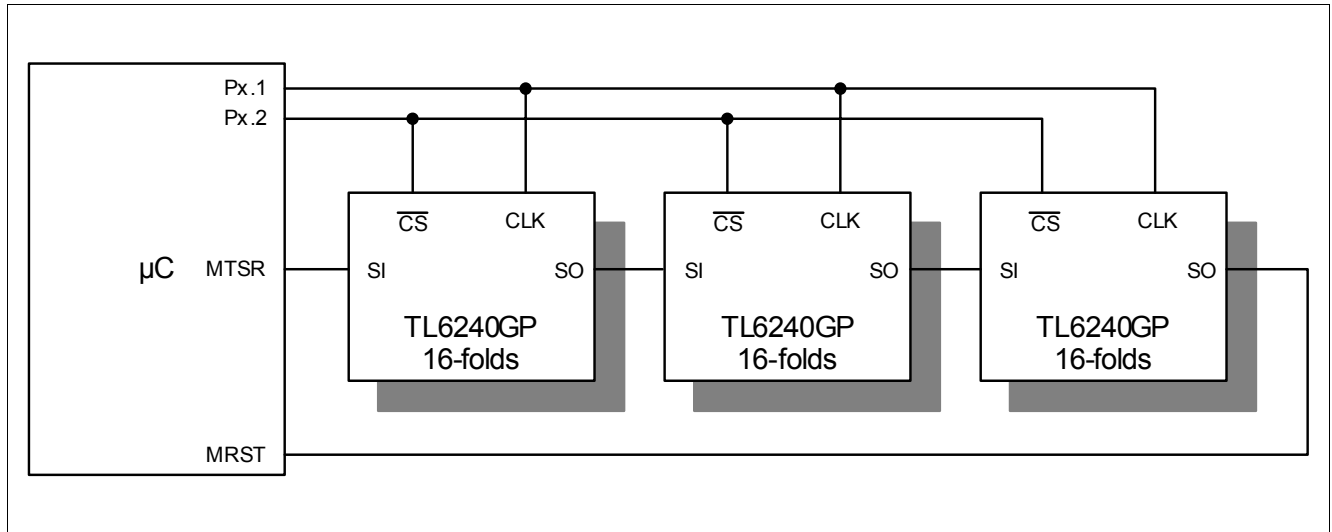 Px.1
Px.2
CS CLK
CS CLK
CS CLK
µC
MTSR
SI SO
SI SO
SI SO
TL6240GP
16-folds
TL6240GP
16-folds
TL6240GP
16-folds
MRST